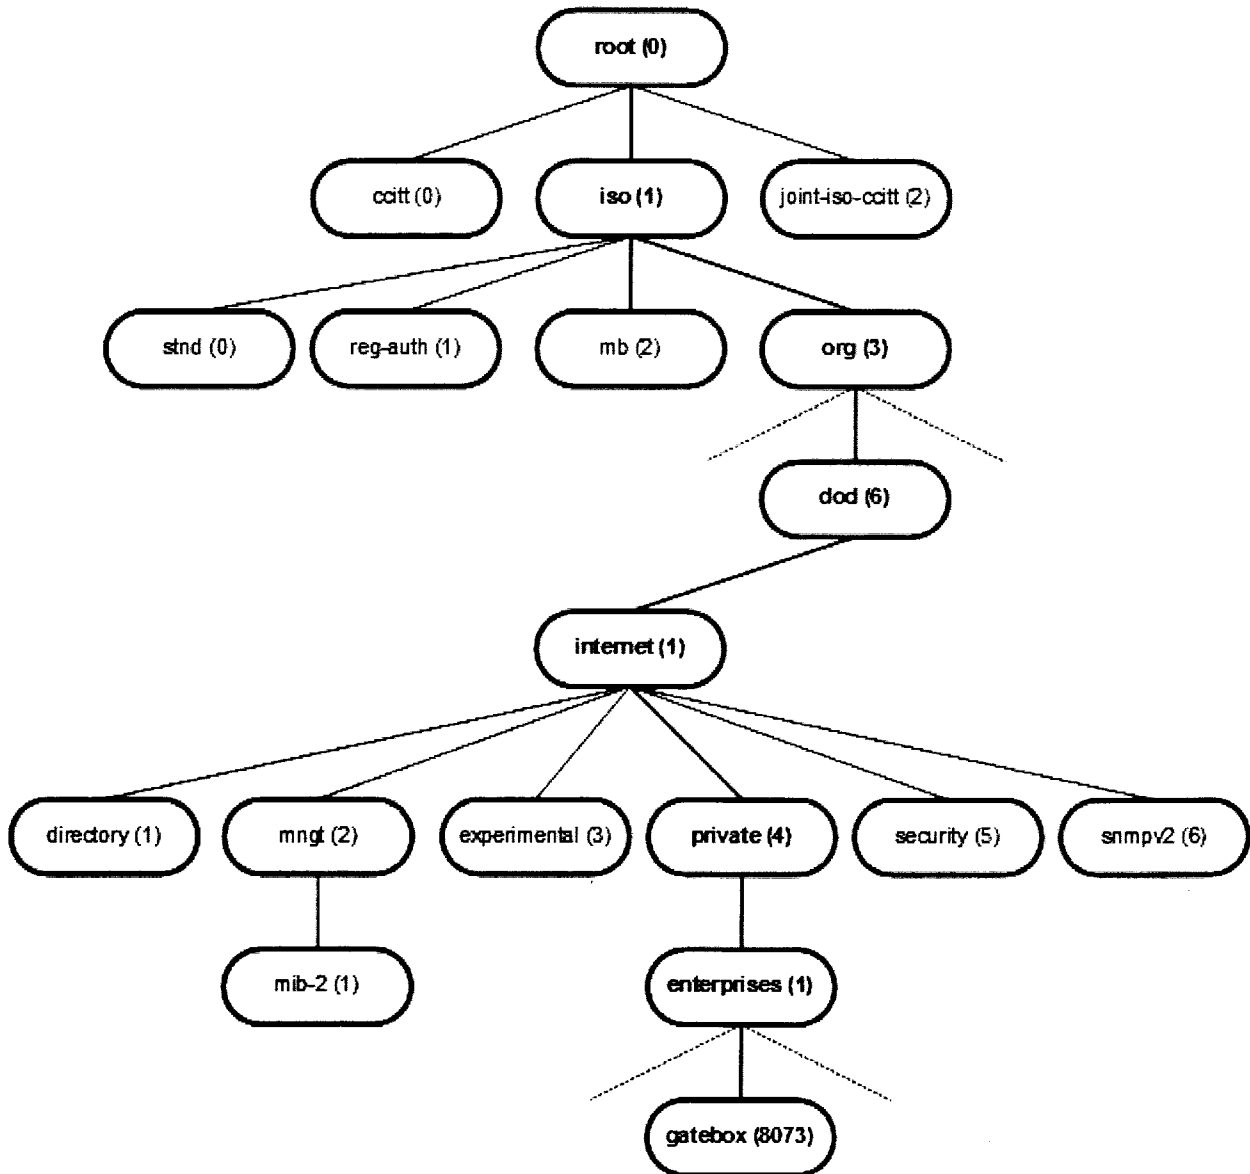 root (0)
ccitt (0)
iso (1)
joint-iso-ccitt (2)
stnd (0)
reg-auth (1)
mb (2)
org (3)
dod (6)
internet (1)
directory (1)
mngt (2)
experimental (3)
private (4)
security (5)
snmpv2 (6)
mib-2 (1)
enterprises (1)
gatebox (8073)